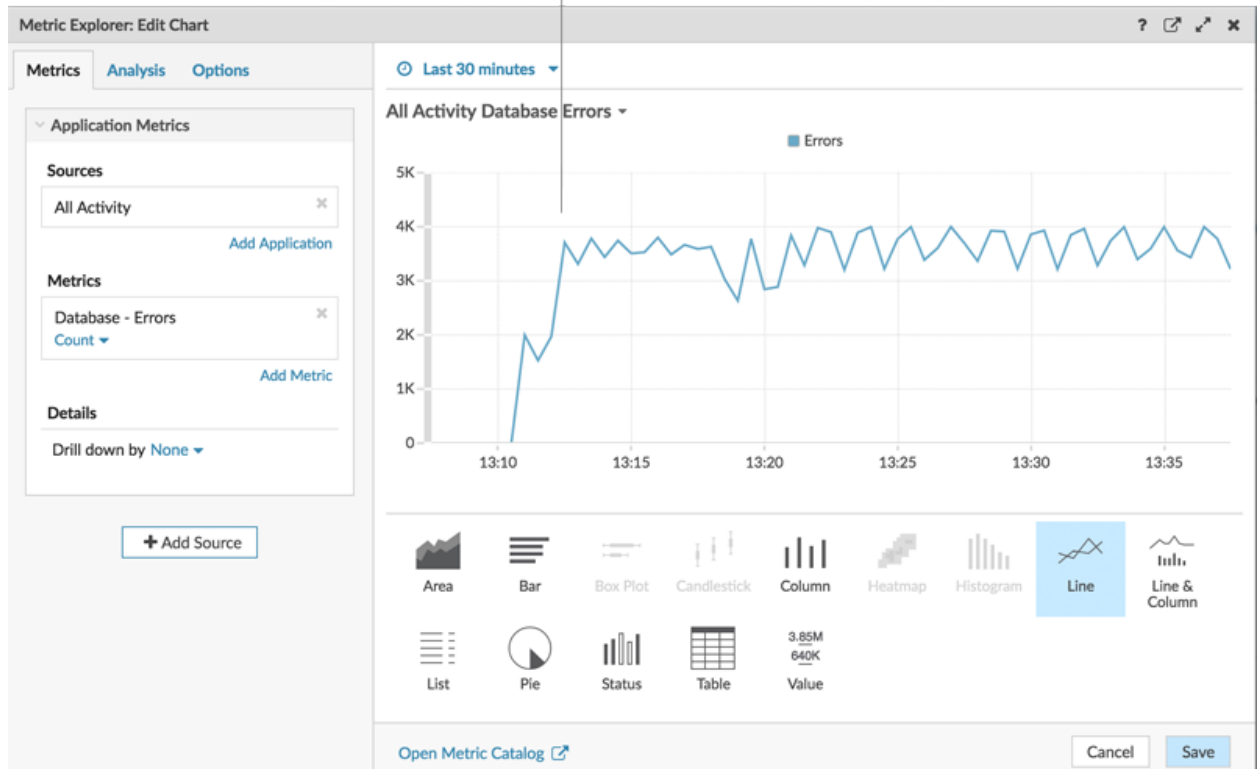 Metric Explorer: Edit Chart
?
Metrics Analysis Options
Application Metrics
Sources
All Activity
Add Application
Metrics
Database - Errors
Count
Add Metric
Details
Drill down by None
+ Add Source
Last 30 minutes
All Activity Database Errors
Errors
5K
4K
3K
2K
1K
0
13:10 13:15 13:20 13:25 13:30 13:35
Area Bar Box Plot Candlestick Column Heatmap Histogram Line Line &
Column
3.85M
640K
List Pie Status Table Value
Open Metric Catalog
Cancel Save